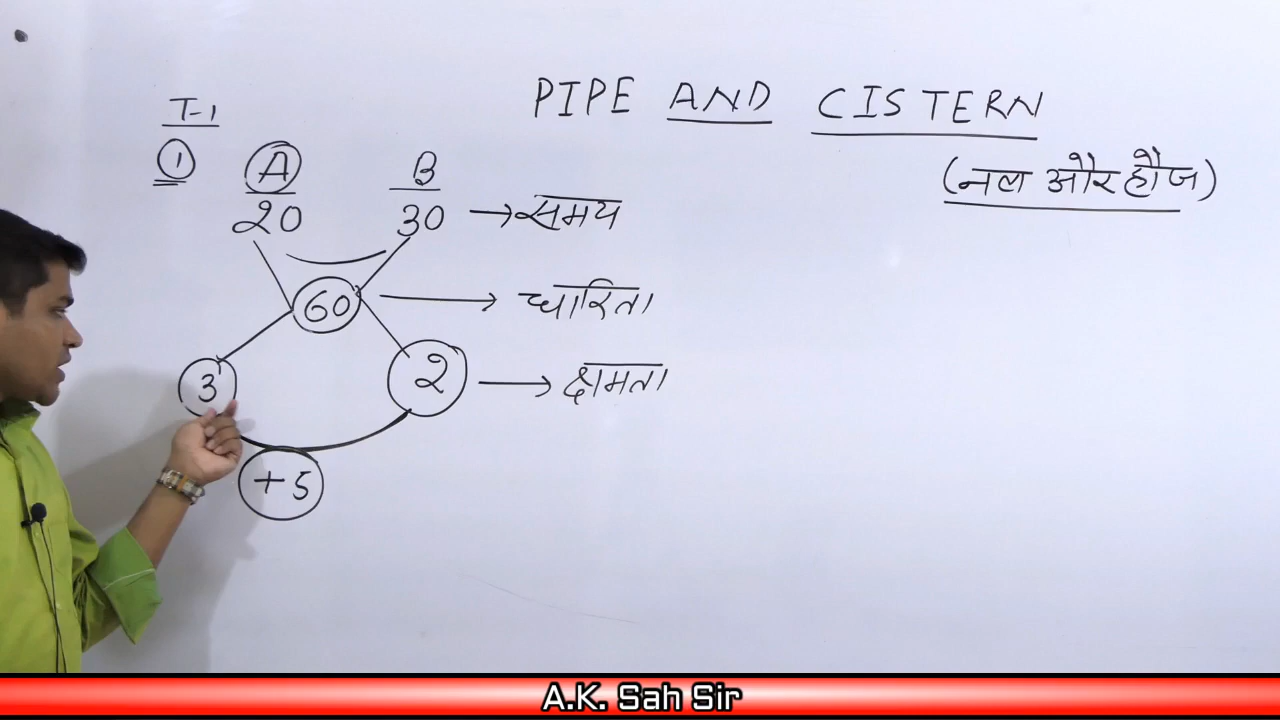 PIPE AND CISTERN
(नल और हौज)
T-1
① A B
20 30 → समय
60 → धारिता
3 2 → क्षमता
+5
A.K. Sah Sir